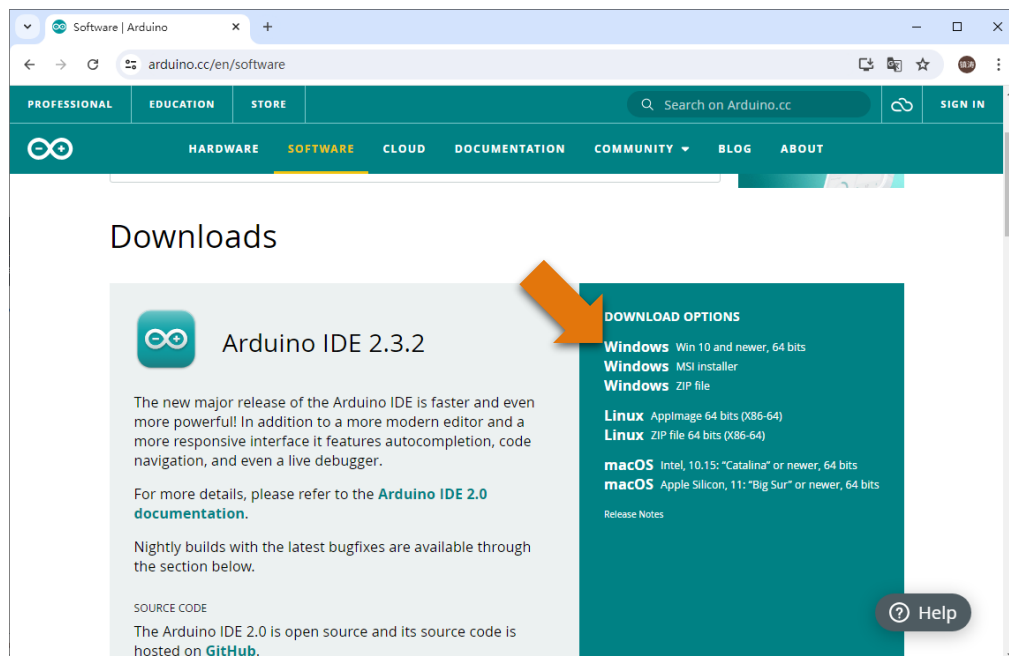 Software | Arduino
arduino.cc/en/software
PROFESSIONAL EDUCATION STORE Search on Arduino.cc SIGN IN
HARDWARE SOFTWARE CLOUD DOCUMENTATION COMMUNITY BLOG ABOUT
Downloads
Arduino IDE 2.3.2
The new major release of the Arduino IDE is faster and even
more powerful! In addition to a more modern editor and a
more responsive interface it features autocompletion, code
navigation, and even a live debugger.
For more details, please refer to the Arduino IDE 2.0
documentation.
Nightly builds with the latest bugfixes are available through
the section below.
SOURCE CODE
The Arduino IDE 2.0 is open source and its source code is
hosted on GitHub.
DOWNLOAD OPTIONS
Windows Win 10 and newer, 64 bits
Windows MSI installer
Windows ZIP file
Linux AppImage 64 bits (X86-64)
Linux ZIP file 64 bits (X86-64)
macOS Intel, 10.15: “Catalina” or newer, 64 bits
macOS Apple Silicon, 11: “Big Sur” or newer, 64 bits
Release Notes
Help